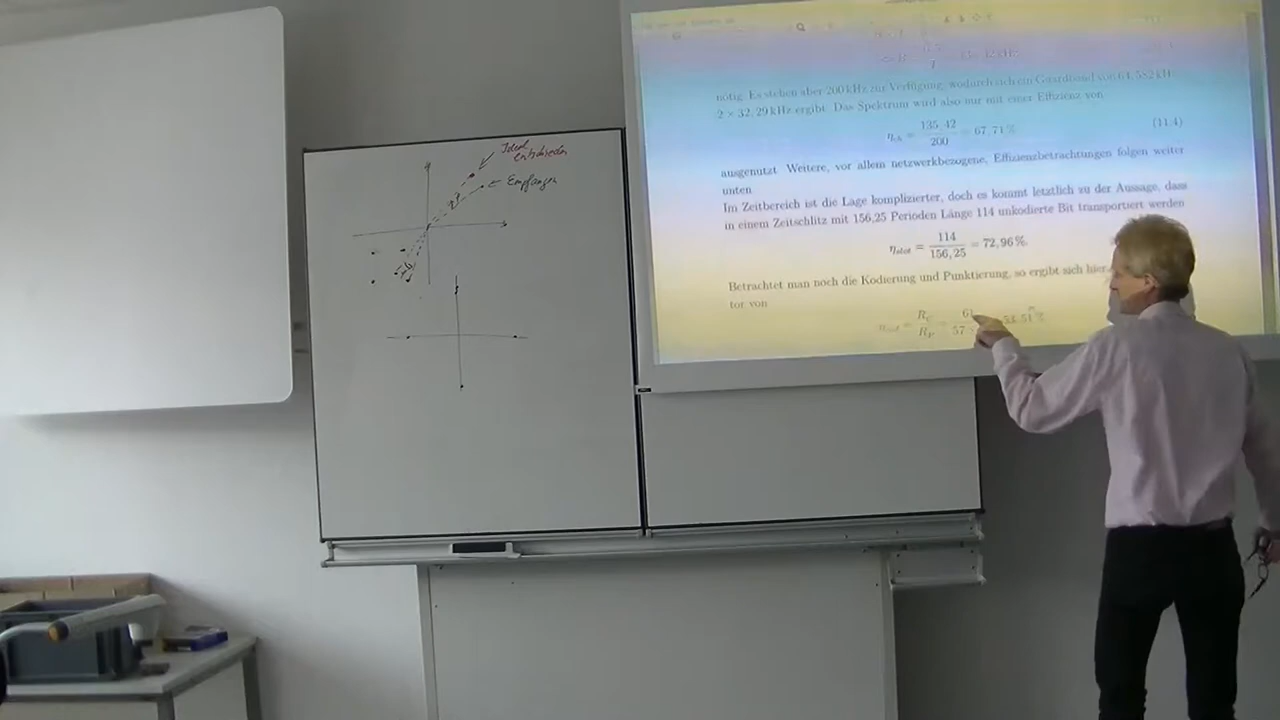 Ideal
entschieden
Empfangen
nötig. Es stehen aber 200 kHz zur Verfügung, wodurch sich ein Guardband von 64,582 kH
2 × 32,29 kHz ergibt. Das Spektrum wird also nur mit einer Effizienz von
135,42
= 67,71 % (11.4)
200
ausgenutzt Weitere, vor allem netzwerkbezogene, Effizienzbetrachtungen folgen weiter
unten
Im Zeitbereich ist die Lage komplizierter, doch es kommt letztlich zu der Aussage, dass
in einem Zeitschlitz mit 156,25 Perioden Länge 114 unkodierte Bit transportiert werden
114
ηslot = = 72,96 %
156,25
Betrachtet man noch die Kodierung und Punktierung, so ergibt sich hier
tor von